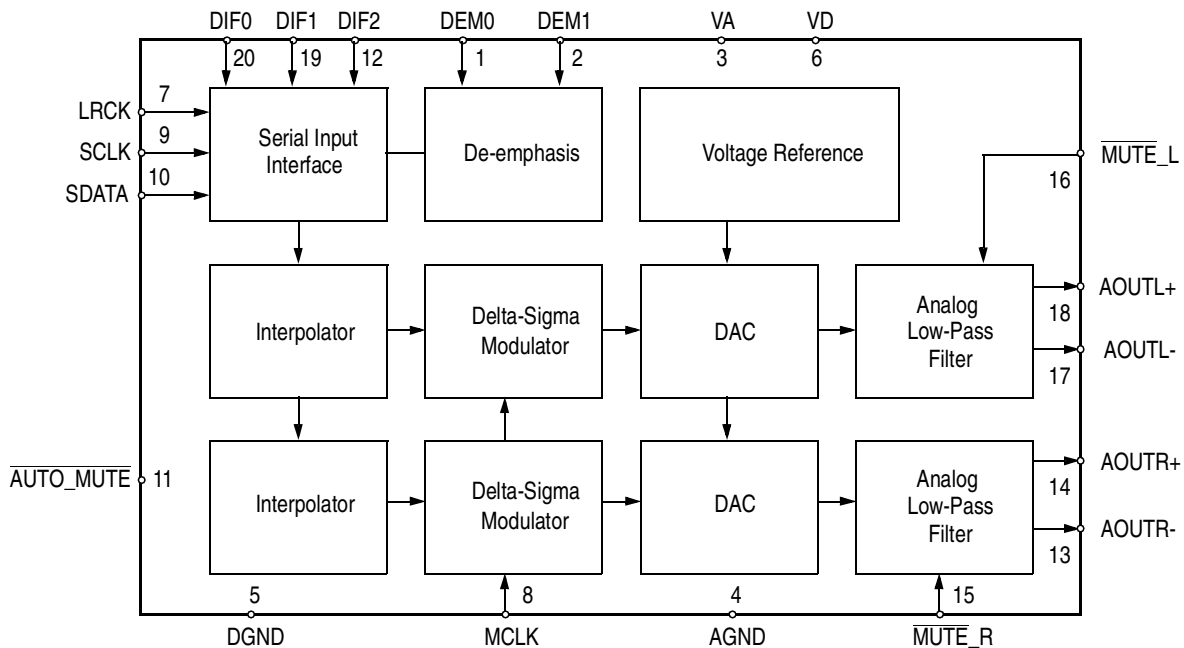 DIF0 DIF1 DIF2 DEM0 DEM1 VA VD
20 19 12 1 2 3 6
LRCK 7
SCLK 9
SDATA 10
Serial Input
Interface
De-emphasis
Voltage Reference
MUTE_L
16
Interpolator
Delta-Sigma
Modulator
DAC
Analog
Low-Pass
Filter
AOUTL+
18
AOUTL-
17
AUTO_MUTE 11
Interpolator
Delta-Sigma
Modulator
DAC
Analog
Low-Pass
Filter
AOUTR+
14
AOUTR-
13
5 8 4 15
DGND MCLK AGND MUTE_R